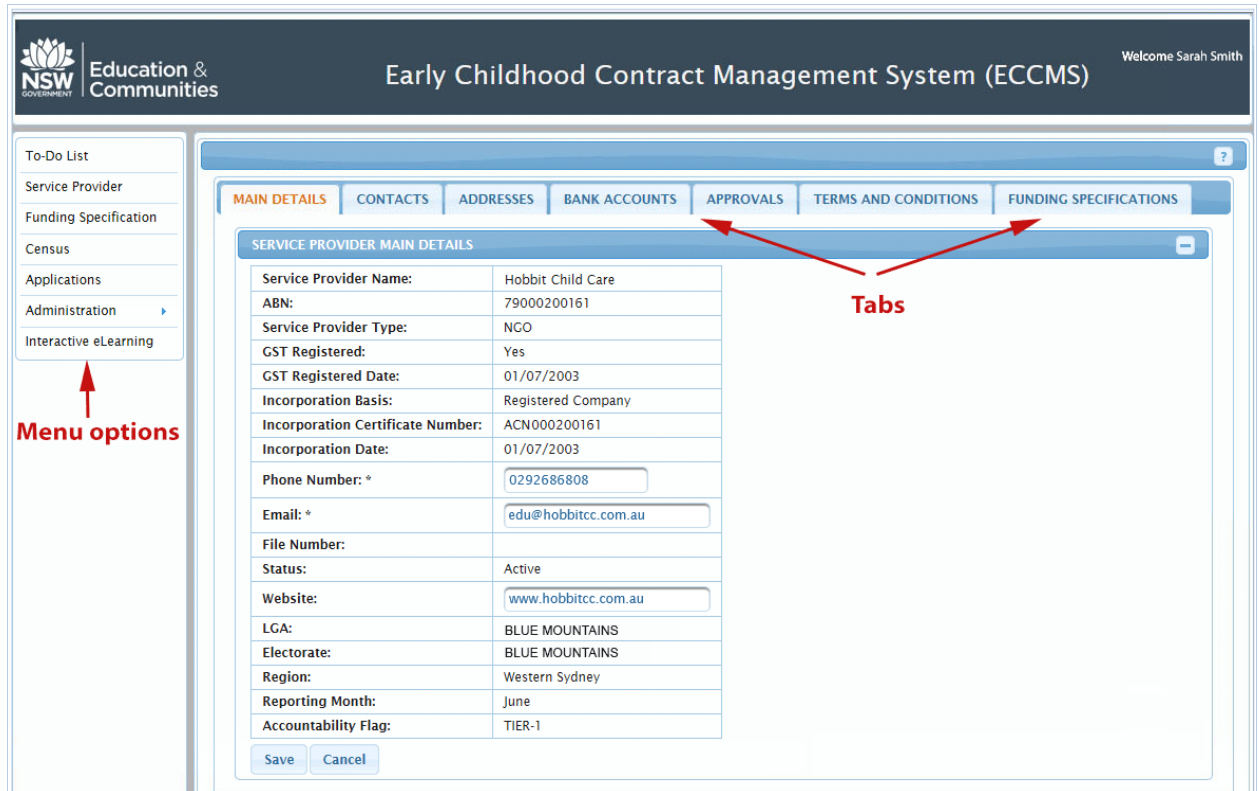 NSW
GOVERNMENT
Education &
Communities
Early Childhood Contract Management System (ECCMS)
Welcome Sarah Smith
To-Do List
Service Provider
Funding Specification
Census
Applications
Administration
Interactive eLearning
Menu options
?
MAIN DETAILS CONTACTS ADDRESSES BANK ACCOUNTS APPROVALS TERMS AND CONDITIONS FUNDING SPECIFICATIONS
Tabs
SERVICE PROVIDER MAIN DETAILS
Service Provider Name: Hobbit Child Care
ABN: 79000200161
Service Provider Type: NGO
GST Registered: Yes
GST Registered Date: 01/07/2003
Incorporation Basis: Registered Company
Incorporation Certificate Number: ACN000200161
Incorporation Date: 01/07/2003
Phone Number: * 0292686808
Email: * edu@hobbitcc.com.au
File Number:
Status: Active
Website: www.hobbitcc.com.au
LGA: BLUE MOUNTAINS
Electorate: BLUE MOUNTAINS
Region: Western Sydney
Reporting Month: June
Accountability Flag: TIER-1
Save Cancel